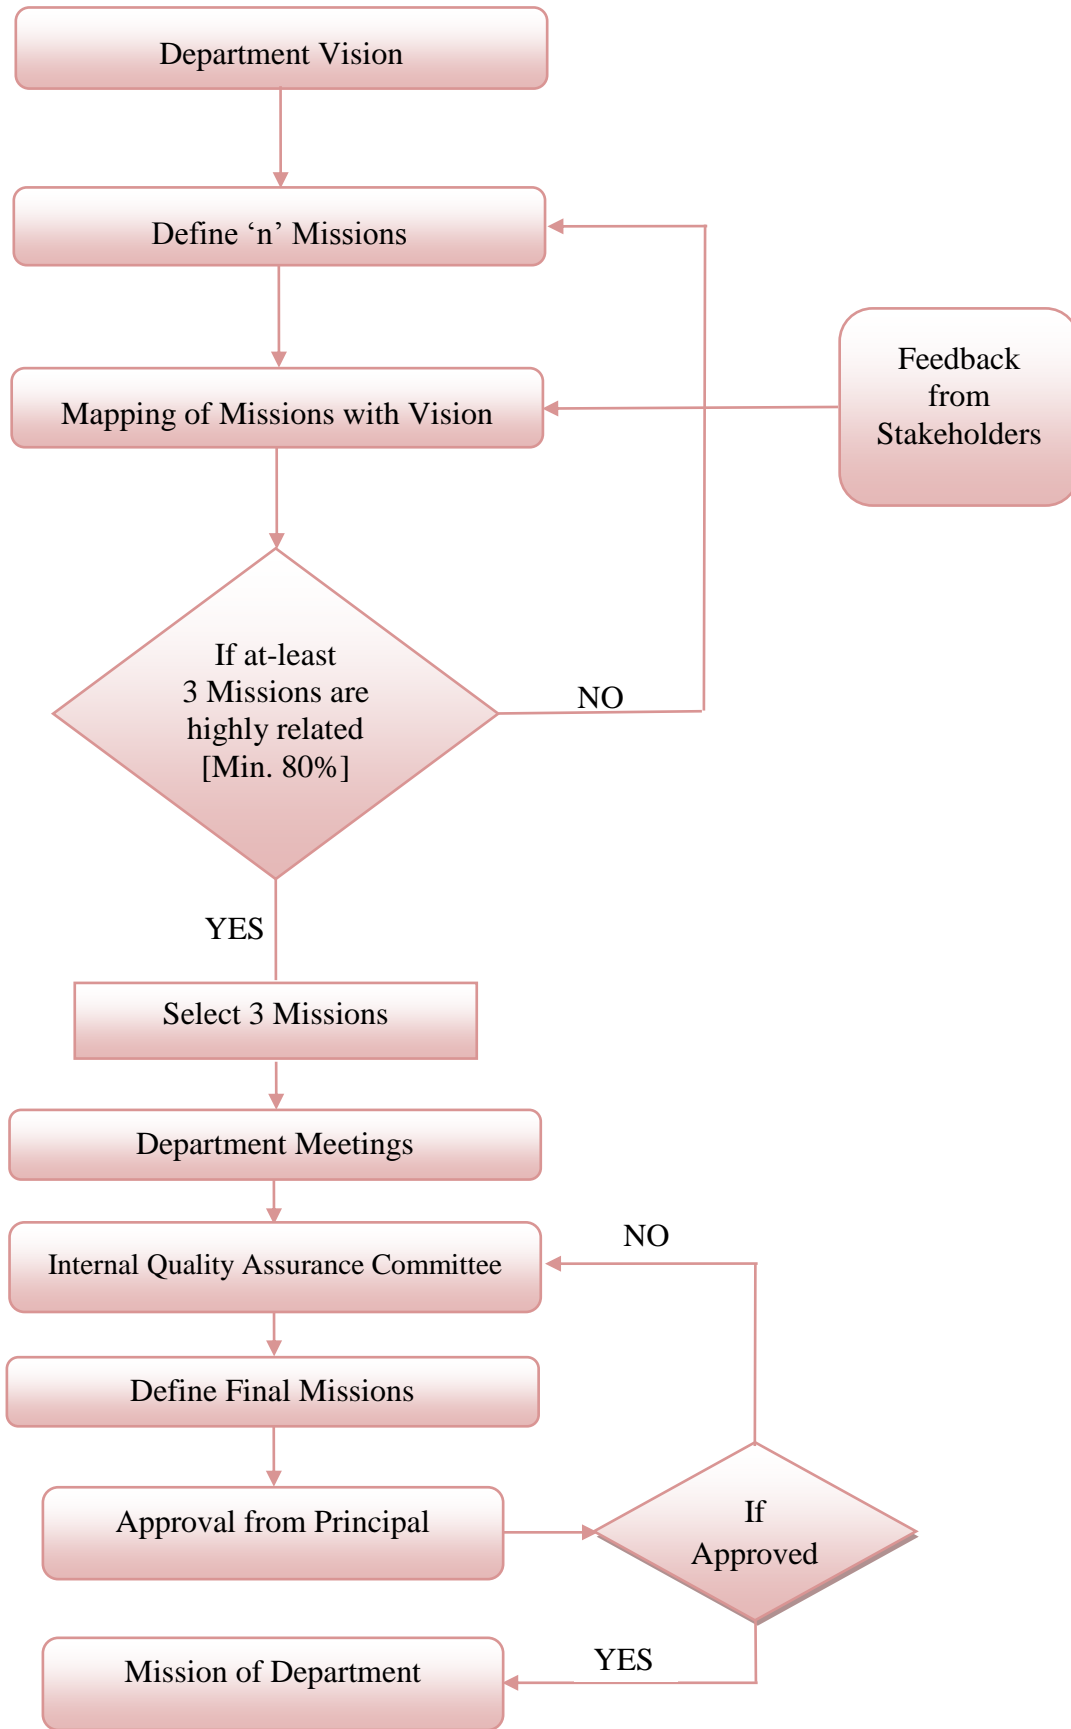 Department Vision
Define ‘n’ Missions
Mapping of Missions with Vision
Feedback
from
Stakeholders
If at-least
3 Missions are
highly related
[Min. 80%]
NO
YES
Select 3 Missions
Department Meetings
NO
Internal Quality Assurance Committee
Define Final Missions
Approval from Principal
If
Approved
YES
Mission of Department